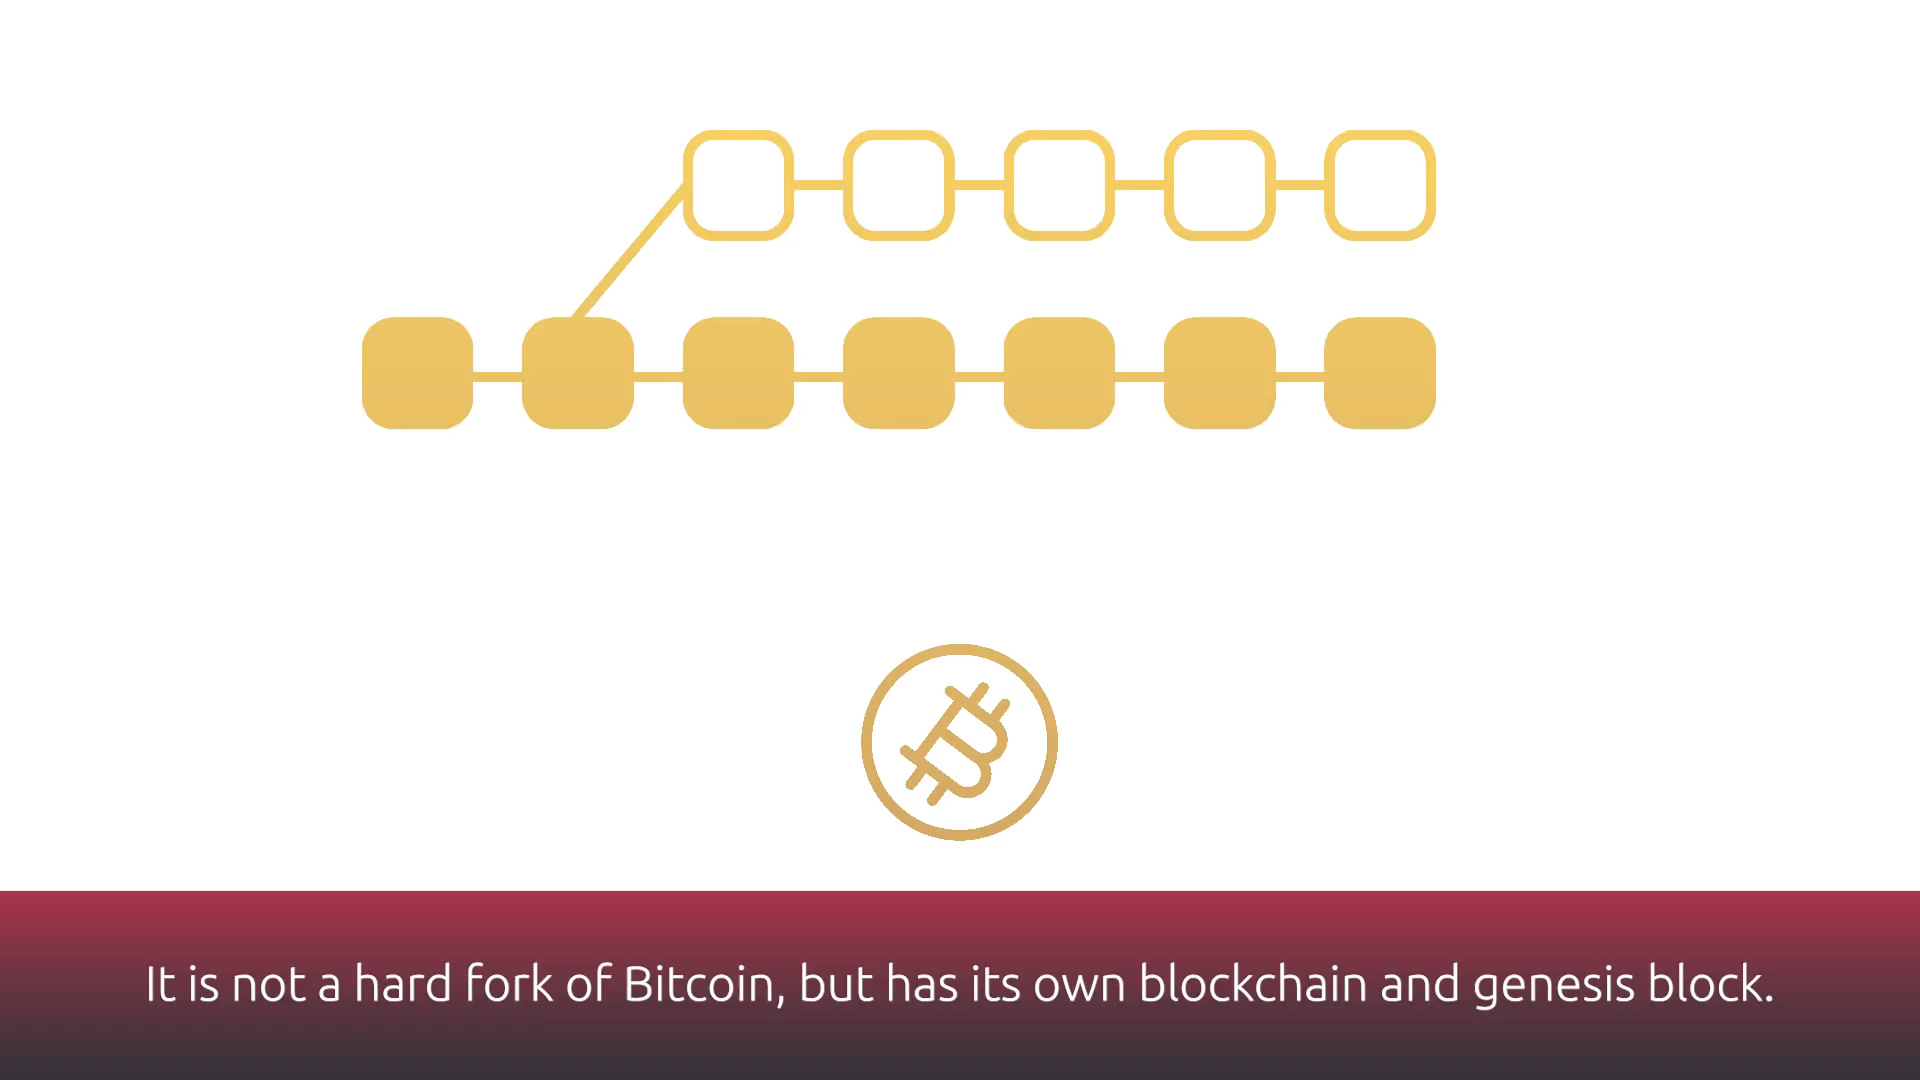 It is not a hard fork of Bitcoin, but has its own blockchain and genesis block.